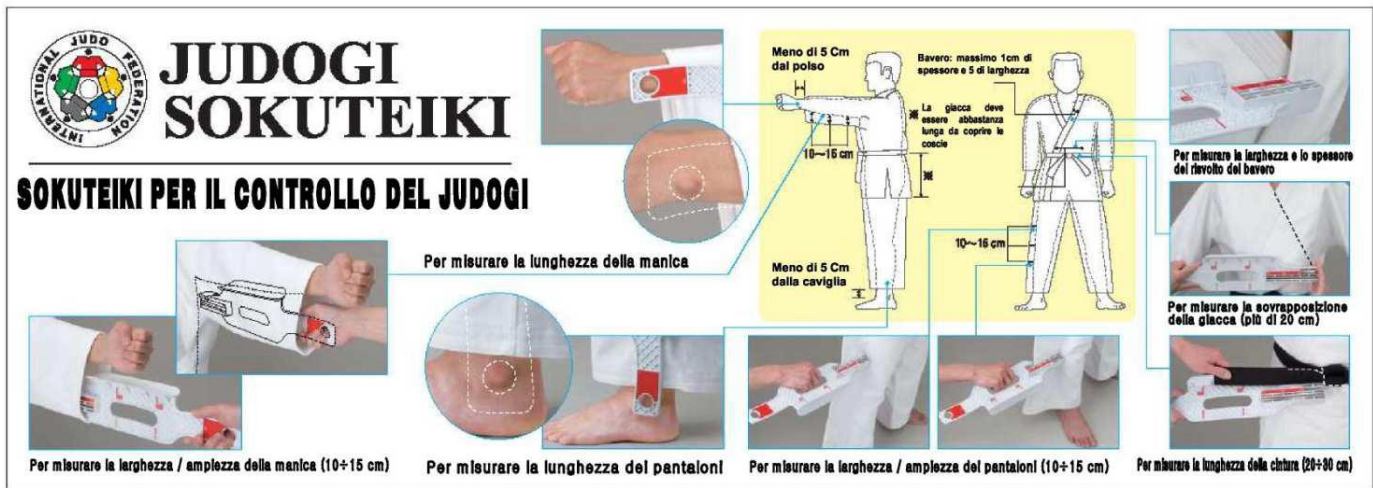 INTERNATIONAL JUDO FEDERATION
JUDOGI
SOKUTEIKI
SOKUTEIKI PER IL CONTROLLO DEL JUDOGI
Meno di 5 Cm
dal polso
Bavero: massimo 1cm di
spessore e 5 di larghezza
※ La giacca deve
essere abbastanza
lunga da coprire le
coscie
10～15 cm
※
10～15 cm
Meno di 5 Cm
dalla caviglia
Per misurare la larghezza e lo spessore
del risvolto del bavero
Per misurare la lunghezza della manica
Per misurare la sovrapposizione
della giacca (più di 20 cm)
Per misurare la larghezza / ampiezza della manica (10÷15 cm)
Per misurare la lunghezza dei pantaloni
Per misurare la larghezza / ampiezza dei pantaloni (10÷15 cm)
Per misurare la lunghezza della cintura (20÷30 cm)